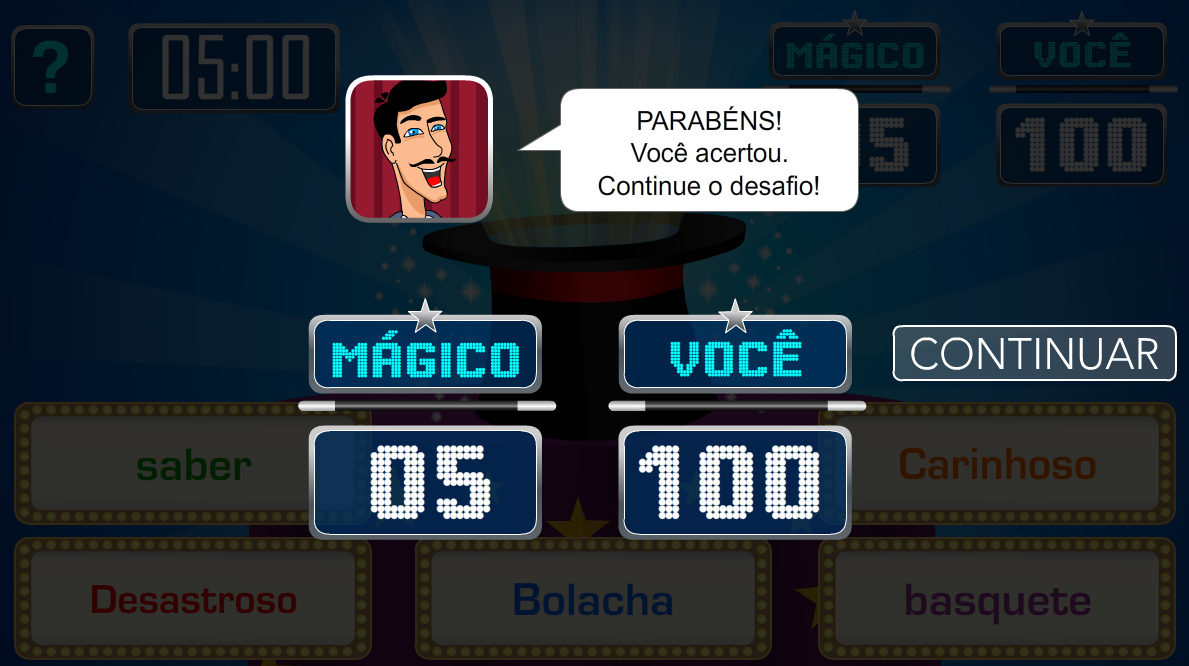 ?
05:00
MÁGICO
VOCÊ
5
100
PARABÉNS!
Você acertou.
Continue o desafio!
MÁGICO
VOCÊ
CONTINUAR
05
100
saber
Carinhoso
Desastroso
Bolacha
basquete